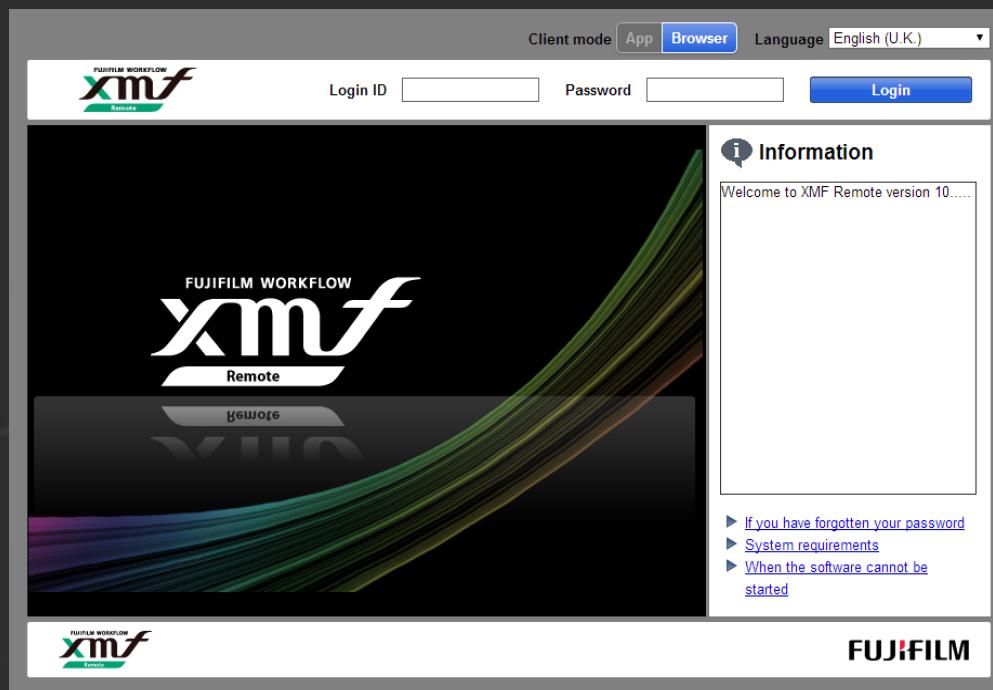 Client mode App Browser Language English (U.K.)
FUJIFILM WORKFLOW
xmf
Remote
Login ID Password Login
Information
Welcome to XMF Remote version 10.....
FUJIFILM WORKFLOW
xmf
Remote
Remote
If you have forgotten your password
System requirements
When the software cannot be
started
FUJIFILM WORKFLOW
xmf
Remote
FUJIFILM